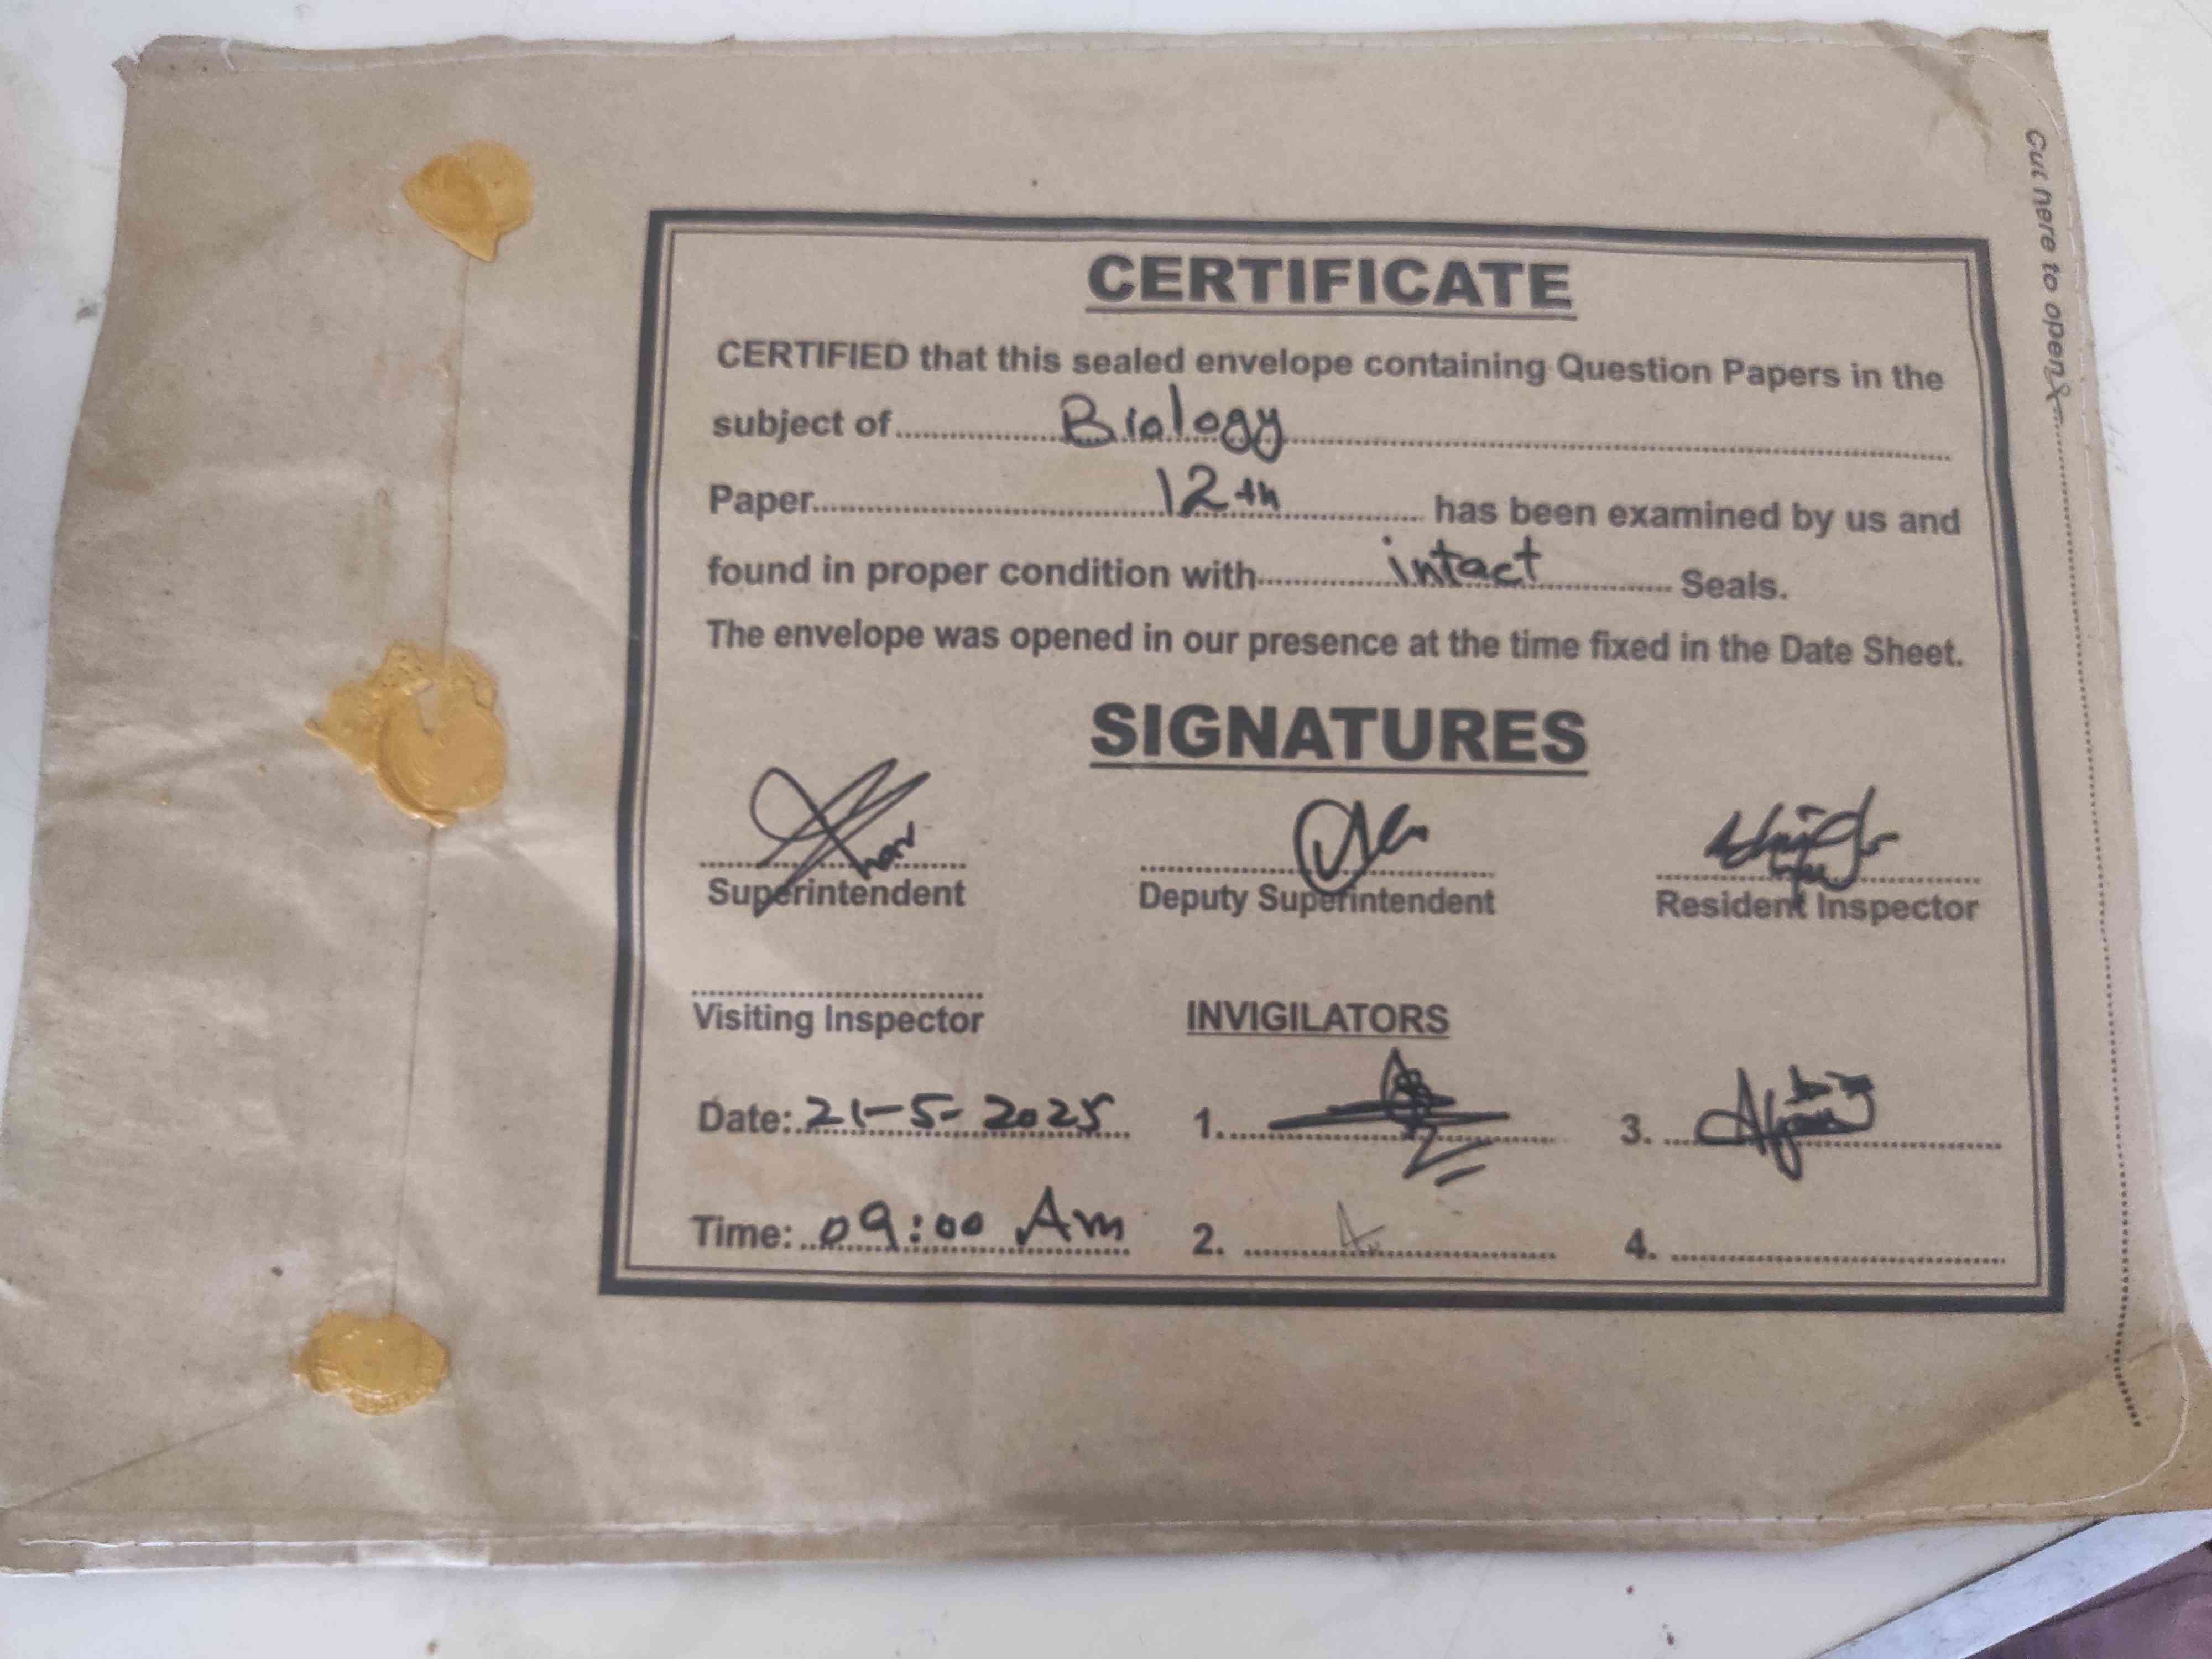 Cut here to open
CERTIFICATE
CERTIFIED that this sealed envelope containing Question Papers in the
subject of Biology
Paper 12th has been examined by us and
found in proper condition with intact Seals.
The envelope was opened in our presence at the time fixed in the Date Sheet.
SIGNATURES
Superintendent Deputy Superintendent Resident Inspector
Visiting Inspector INVIGILATORS
Date: 21-5-2025 1. 3.
Time: 09:00 Am 2. 4.